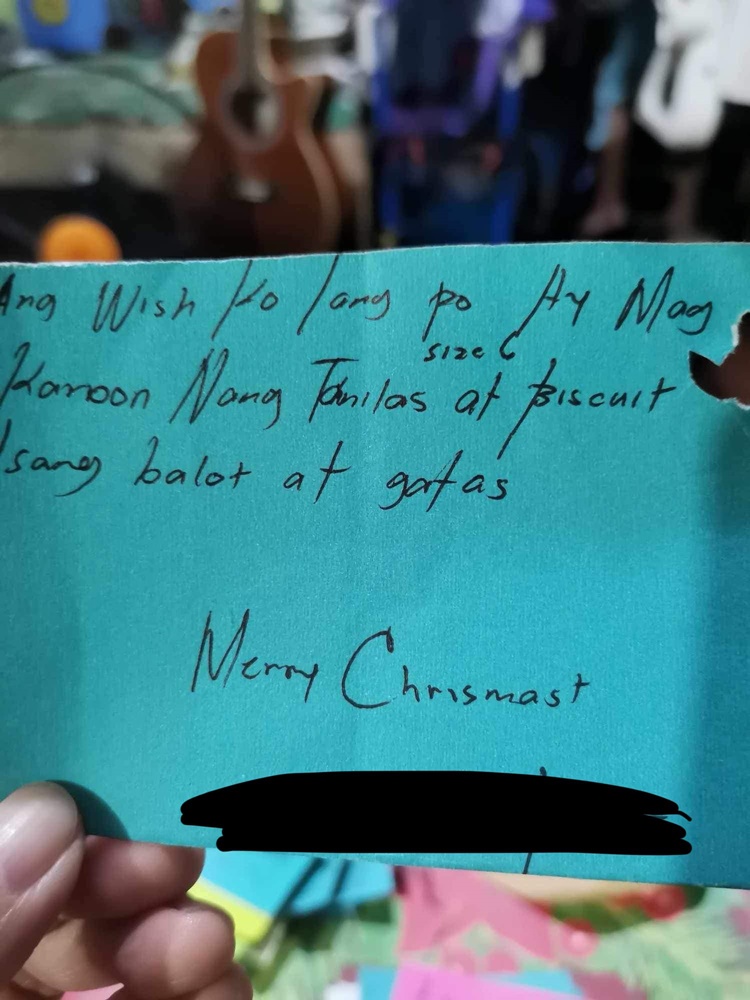 Ang Wish Ko lang po Ay Mag
size 6
Karoon Nang Tsnilas at Biscuit
Isang balot at gatas
Merry Chrismast